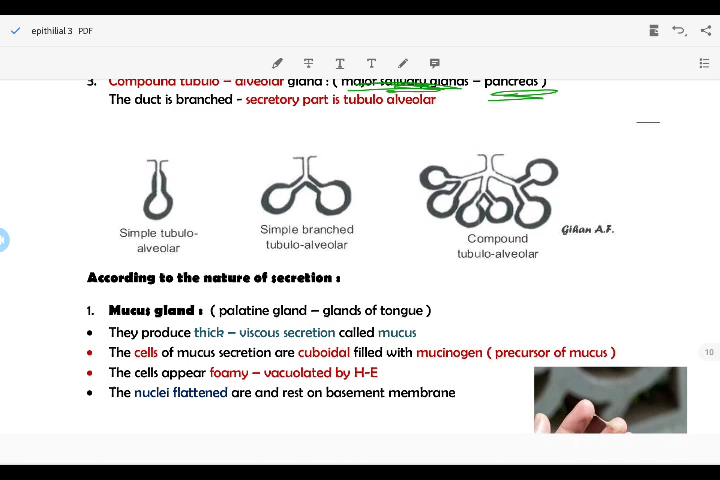 epithilial 3 PDF
3. Compound tubulo – alveolar gland : ( major salivary glands – pancreas )
The duct is branched - secretory part is tubulo alveolar
Simple tubulo-
alveolar
Simple branched
tubulo-alveolar
Compound
tubulo-alveolar
Gihan A.F.
According to the nature of secretion :
1. Mucus gland : ( palatine gland – glands of tongue )
• They produce thick – viscous secretion called mucus
• The cells of mucus secretion are cuboidal filled with mucinogen ( precursor of mucus )
• The cells appear foamy – vacuolated by H-E
• The nuclei flattened are and rest on basement membrane
10